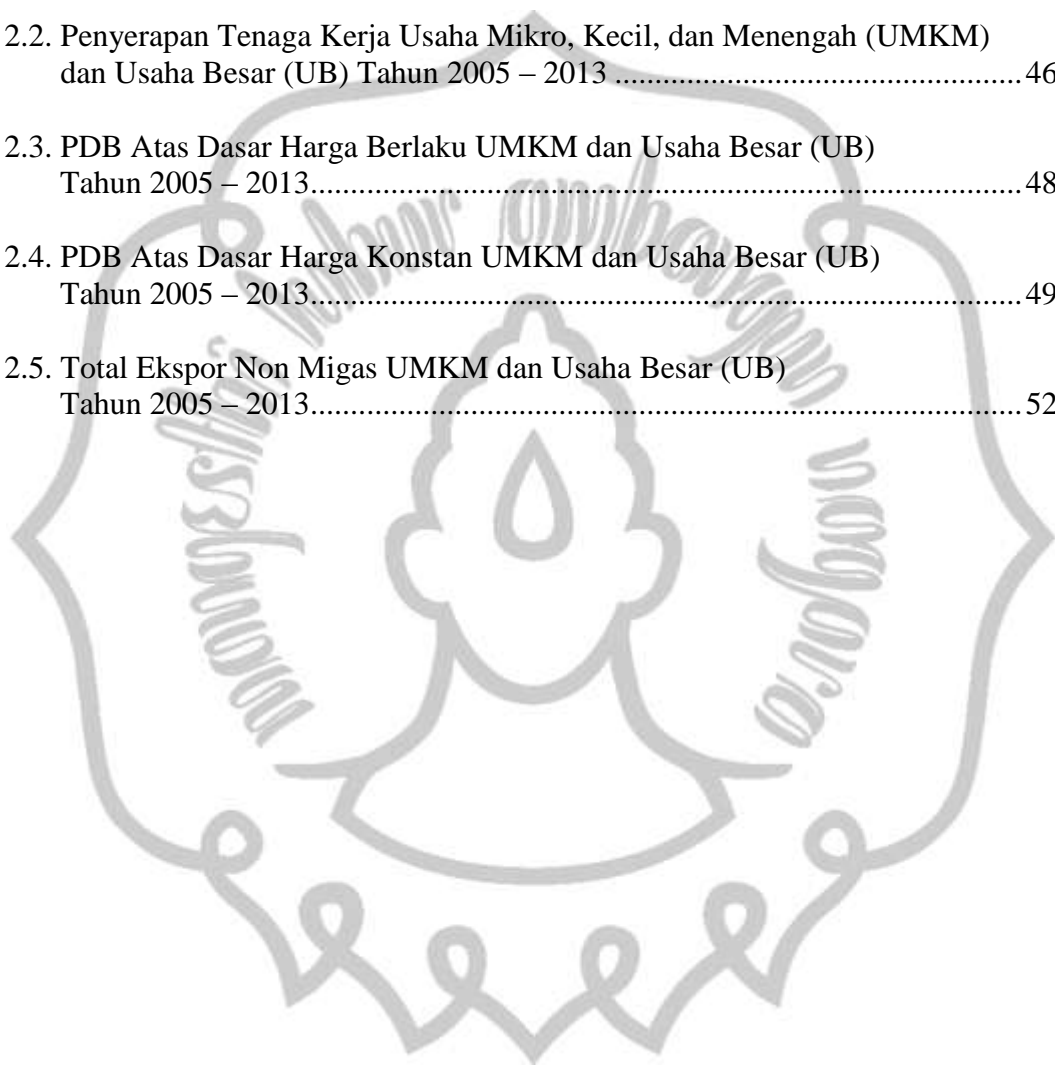 2.2. Penyerapan Tenaga Kerja Usaha Mikro, Kecil, dan Menengah (UMKM)
dan Usaha Besar (UB) Tahun 2005 – 2013 ............................................ 46
2.3. PDB Atas Dasar Harga Berlaku UMKM dan Usaha Besar (UB)
Tahun 2005 – 2013............................................................................ 48
2.4. PDB Atas Dasar Harga Konstan UMKM dan Usaha Besar (UB)
Tahun 2005 – 2013............................................................................ 49
2.5. Total Ekspor Non Migas UMKM dan Usaha Besar (UB)
Tahun 2005 – 2013............................................................................ 52